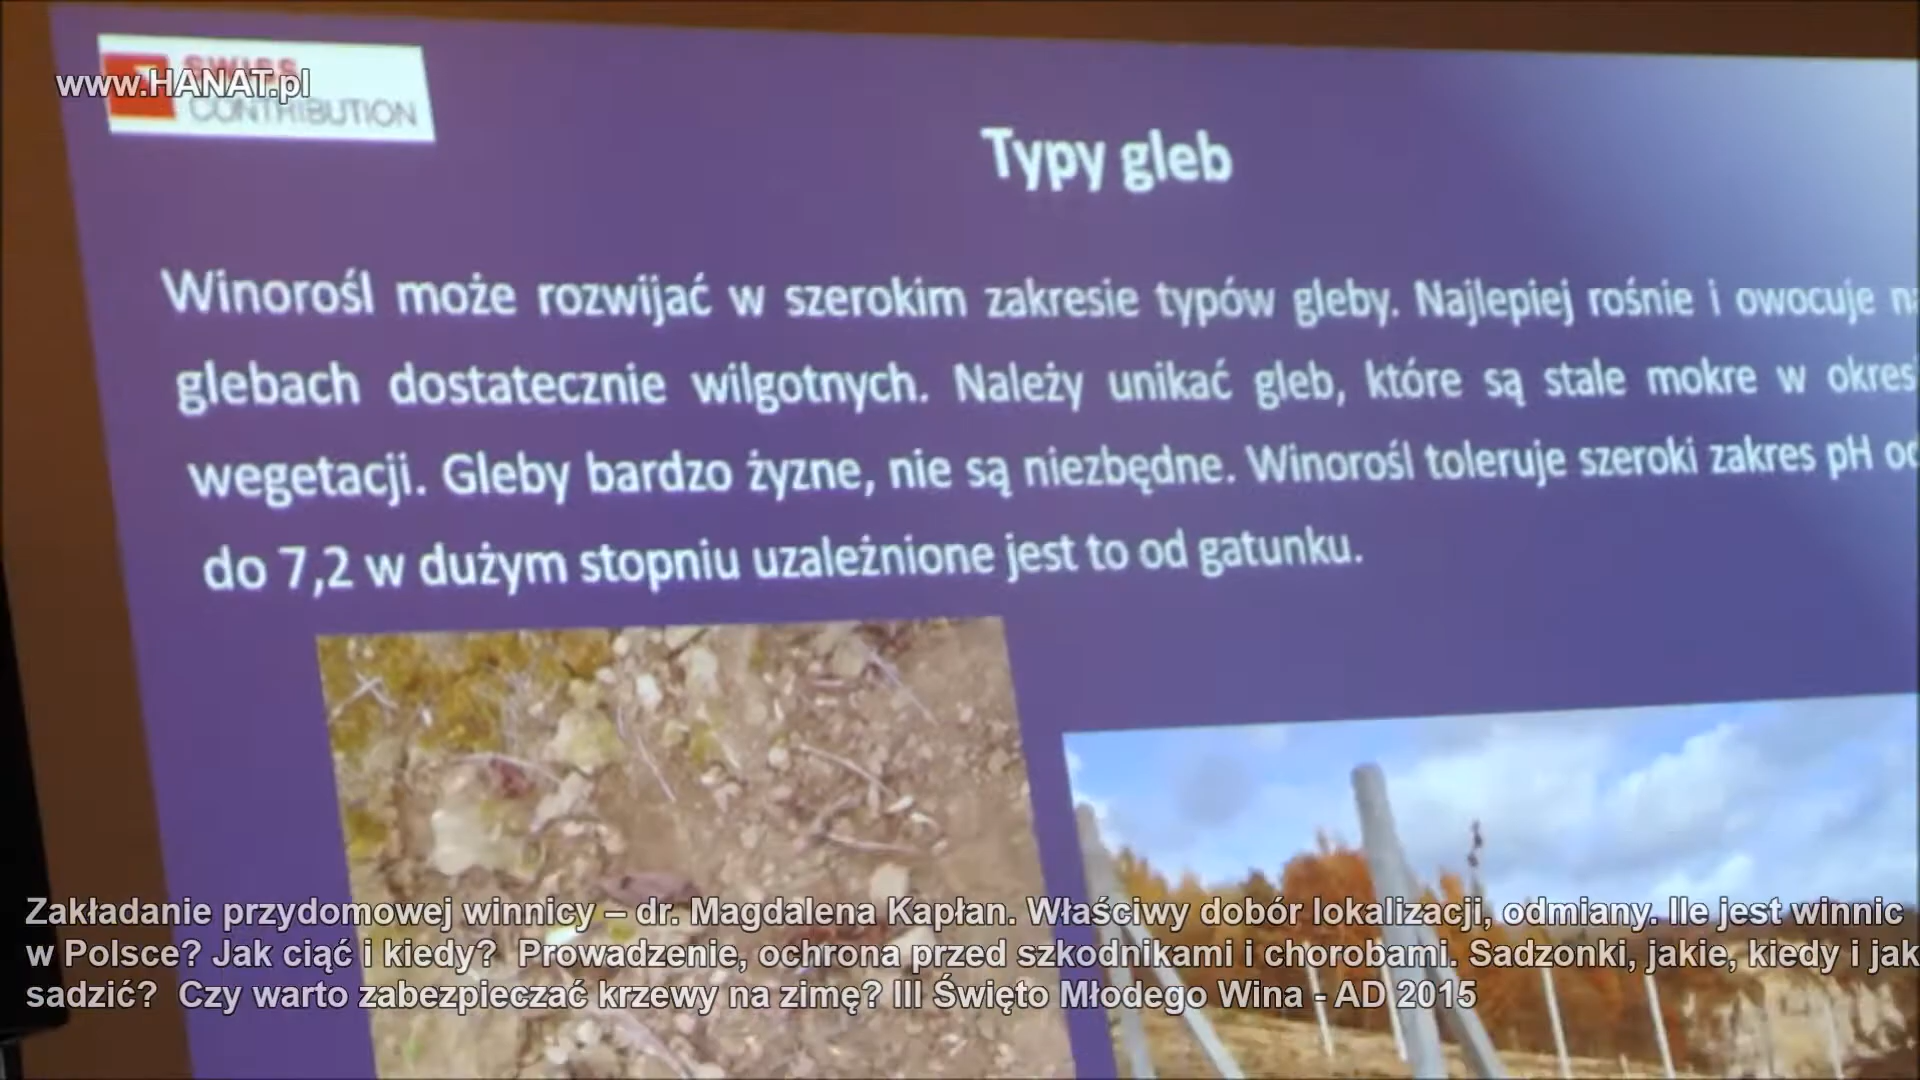 SWISS
www.HANAT.pl
CONTRIBUTION
Typy gleb
Winorośl może rozwijać w szerokim zakresie typów gleby. Najlepiej rośnie i owocuje
glebach dostatecznie wilgotnych. Należy unikać gleb, które są stale mokre w
wegetacji. Gleby bardzo żyzne, nie są niezbędne. Winorośl toleruje szeroki zakres pH
do 7,2 w dużym stopniu uzależnione jest to od gatunku.
Zakładanie przydomowej winnicy – dr. Magdalena Kapłan. Właściwy dobór lokalizacji, odmiany. Ile jest winnic
w Polsce? Jak ciąć i kiedy? Prowadzenie, ochrona przed szkodnikami i chorobami. Sadzonki, jakie, kiedy i jak
sadzić? Czy warto zabezpieczać krzewy na zimę? III Święto Młodego Wina - AD 2015